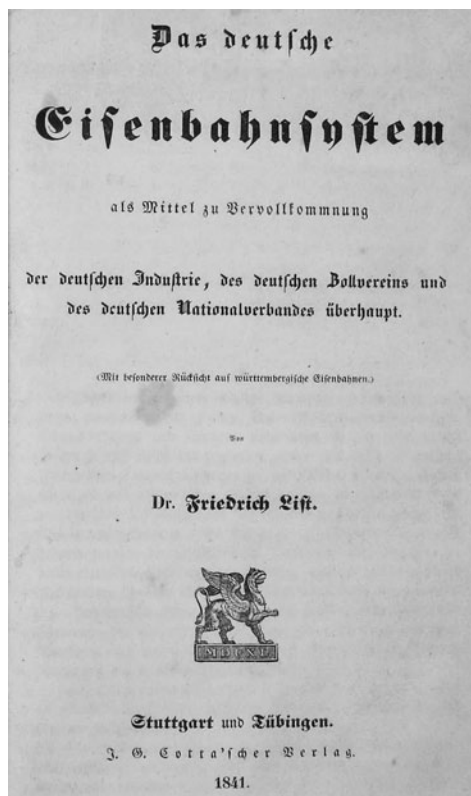 Das deutſche
Eiſenbahnſyſtem
als Mittel zu Vervollkommnung
der deutſchen Induſtrie, des deutſchen Zollvereins und
des deutſchen Nationalverbandes überhaupt.
(Mit beſonderer Rückſicht auf württembergiſche Eiſenbahnen.)
Von
Dr. Friedrich Liſt.
MDCXL
Stuttgart und Tübingen.
J. G. Cotta'ſcher Verlag.
1841.